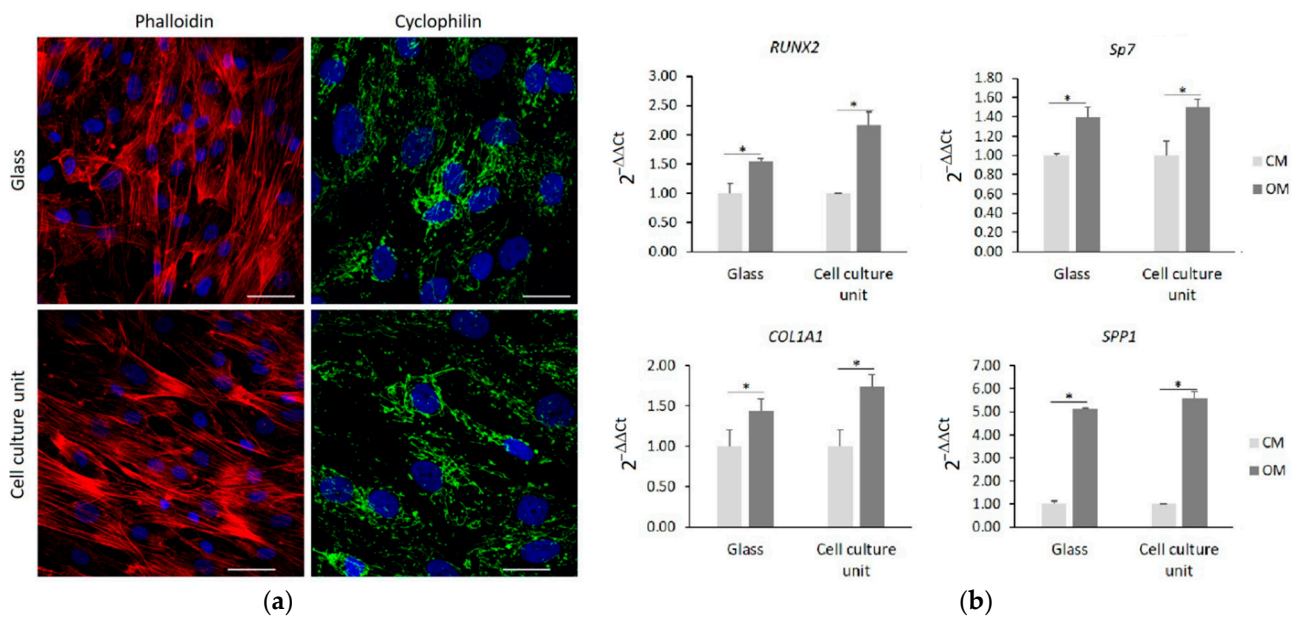 Phalloidin
Cyclophilin
Glass
Cell culture unit
(a)
RUNX2
2^−ΔΔCt
3.00
2.50
2.00
1.50
1.00
0.50
0.00
*
*
Glass
Cell culture
unit
Sp7
2^−ΔΔCt
1.80
1.60
1.40
1.20
1.00
0.80
0.60
0.40
0.20
0.00
*
*
Glass
Cell culture
unit
CM
OM
COL1A1
2^−ΔΔCt
2.00
1.50
1.00
0.50
0.00
*
*
Glass
Cell culture
unit
SPP1
2^−ΔΔCt
7.00
6.00
5.00
4.00
3.00
2.00
1.00
0.00
*
*
Glass
Cell culture
unit
CM
OM
(b)